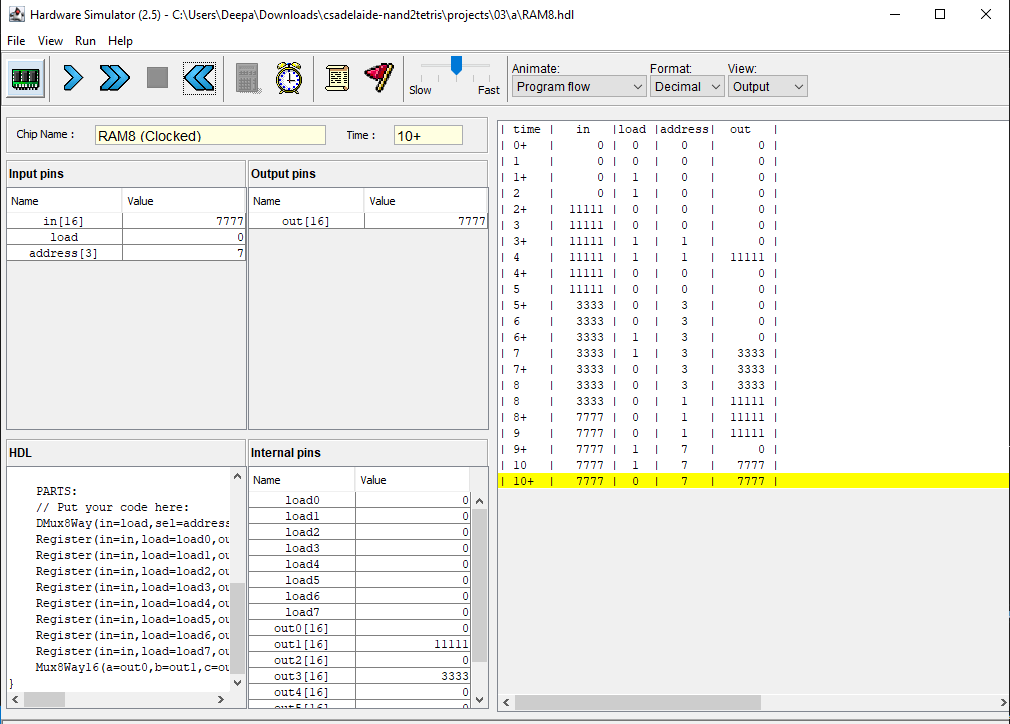 Hardware Simulator (2.5) - C:\Users\Deepa\Downloads\csadelaide-nand2tetris\projects\03\a\RAM8.hdl
File View Run Help
Slow Fast
Animate: Format: View:
Program flow Decimal Output
Chip Name : RAM8 (Clocked) Time : 10+
Input pins
Name Value
in[16] 7777
load 0
address[3] 7
Output pins
Name Value
out[16] 7777
HDL
PARTS:
// Put your code here:
DMux8Way(in=load,sel=address
Register(in=in,load=load0,ou
Register(in=in,load=load1,ou
Register(in=in,load=load2,ou
Register(in=in,load=load3,ou
Register(in=in,load=load4,ou
Register(in=in,load=load5,ou
Register(in=in,load=load6,ou
Register(in=in,load=load7,ou
Mux8Way16(a=out0,b=out1,c=ou
}
Internal pins
Name Value
load0 0
load1 0
load2 0
load3 0
load4 0
load5 0
load6 0
load7 0
out0[16] 0
out1[16] 11111
out2[16] 0
out3[16] 3333
out4[16] 0
out5[16] 0
| time | in |load |address| out |
| 0+ | 0 | 0 | 0 | 0 |
| 1 | 0 | 0 | 0 | 0 |
| 1+ | 0 | 1 | 0 | 0 |
| 2 | 0 | 1 | 0 | 0 |
| 2+ | 11111 | 0 | 0 | 0 |
| 3 | 11111 | 0 | 0 | 0 |
| 3+ | 11111 | 1 | 1 | 0 |
| 4 | 11111 | 1 | 1 | 11111 |
| 4+ | 11111 | 0 | 0 | 0 |
| 5 | 11111 | 0 | 0 | 0 |
| 5+ | 3333 | 0 | 3 | 0 |
| 6 | 3333 | 0 | 3 | 0 |
| 6+ | 3333 | 1 | 3 | 0 |
| 7 | 3333 | 1 | 3 | 3333 |
| 7+ | 3333 | 0 | 3 | 3333 |
| 8 | 3333 | 0 | 3 | 3333 |
| 8 | 3333 | 0 | 1 | 11111 |
| 8+ | 7777 | 0 | 1 | 11111 |
| 9 | 7777 | 0 | 1 | 11111 |
| 9+ | 7777 | 1 | 7 | 0 |
| 10 | 7777 | 1 | 7 | 7777 |
| 10+ | 7777 | 0 | 7 | 7777 |